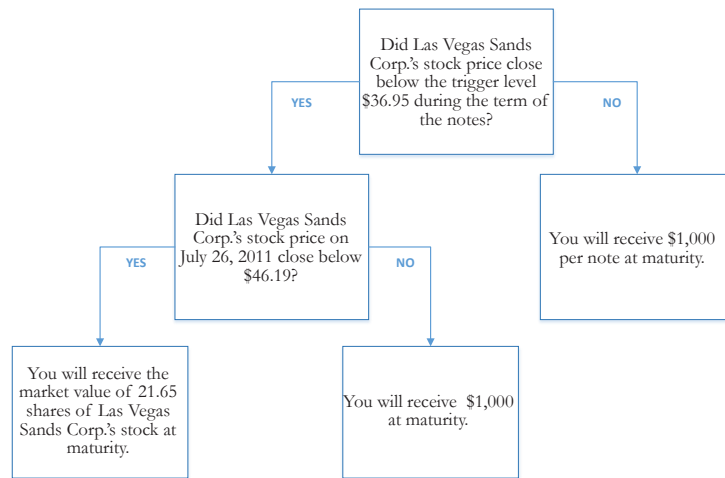 Did Las Vegas Sands
Corp.'s stock price close
below the trigger level
$36.95 during the term of
the notes?
YES
NO
Did Las Vegas Sands
Corp.'s stock price on
July 26, 2011 close below
$46.19?
You will receive $1,000
per note at maturity.
YES
NO
You will receive the
market value of 21.65
shares of Las Vegas
Sands Corp.'s stock at
maturity.
You will receive $1,000
at maturity.